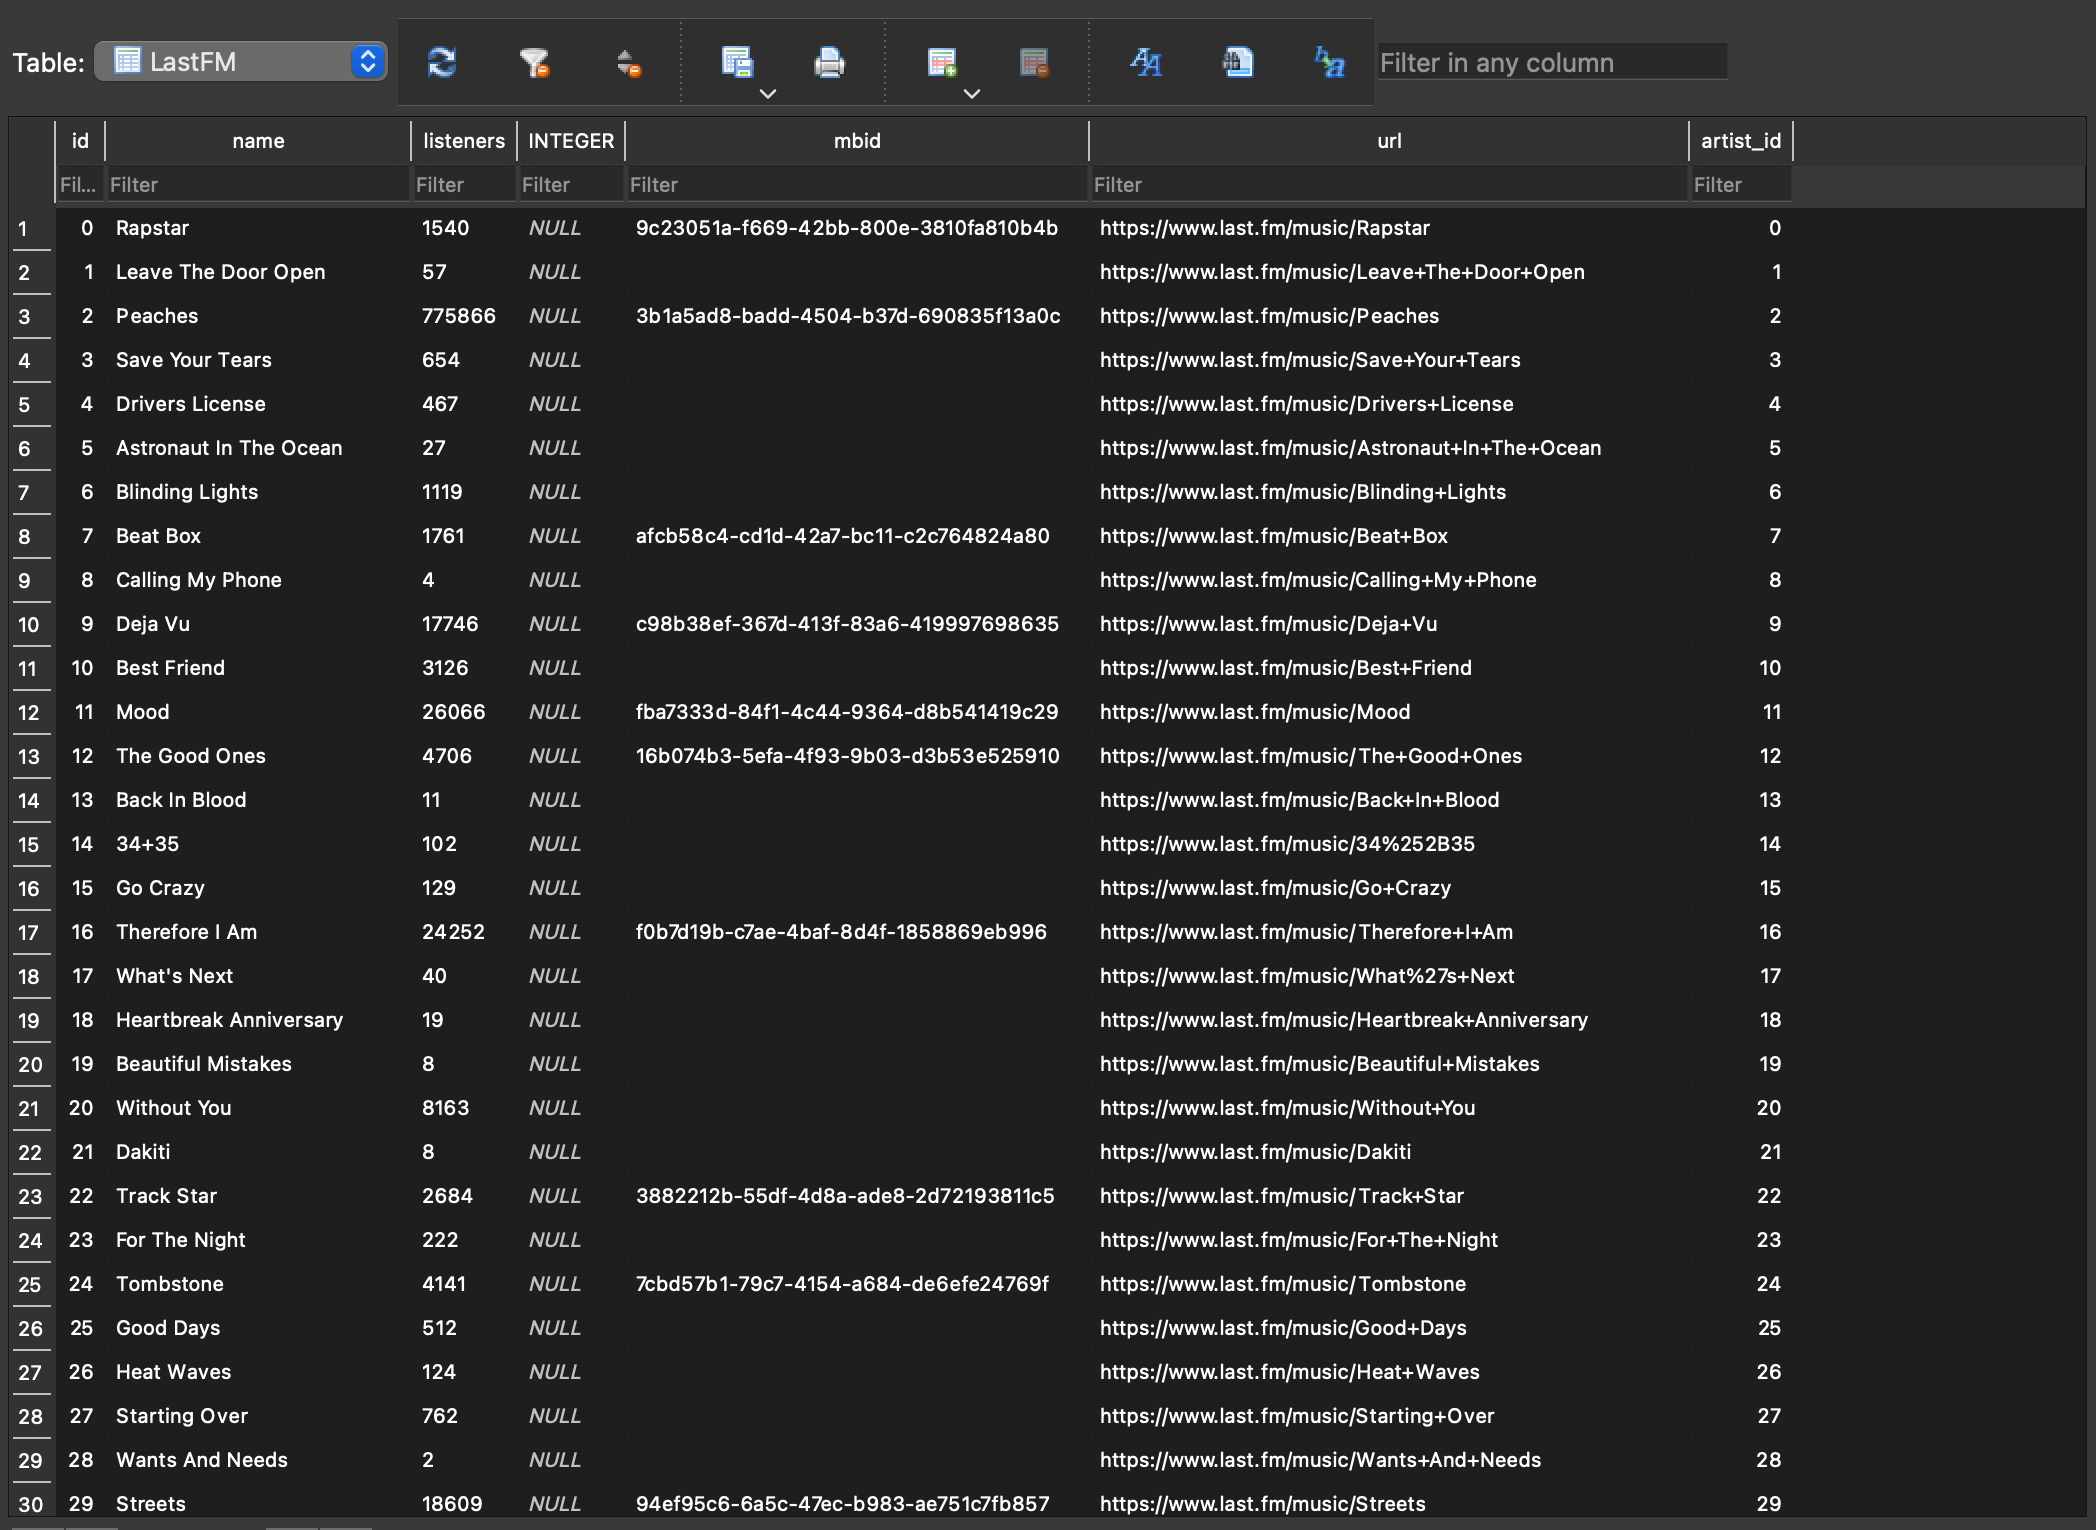 Table: LastFM Filter in any column
id name listeners INTEGER mbid url artist_id
Fil... Filter Filter Filter Filter Filter Filter
1 0 Rapstar 1540 NULL 9c23051a-f669-42bb-800e-3810fa810b4b https://www.last.fm/music/Rapstar 0
2 1 Leave The Door Open 57 NULL https://www.last.fm/music/Leave+The+Door+Open 1
3 2 Peaches 775866 NULL 3b1a5ad8-badd-4504-b37d-690835f13a0c https://www.last.fm/music/Peaches 2
4 3 Save Your Tears 654 NULL https://www.last.fm/music/Save+Your+Tears 3
5 4 Drivers License 467 NULL https://www.last.fm/music/Drivers+License 4
6 5 Astronaut In The Ocean 27 NULL https://www.last.fm/music/Astronaut+In+The+Ocean 5
7 6 Blinding Lights 1119 NULL https://www.last.fm/music/Blinding+Lights 6
8 7 Beat Box 1761 NULL afcb58c4-cd1d-42a7-bc11-c2c764824a80 https://www.last.fm/music/Beat+Box 7
9 8 Calling My Phone 4 NULL https://www.last.fm/music/Calling+My+Phone 8
10 9 Deja Vu 17746 NULL c98b38ef-367d-413f-83a6-419997698635 https://www.last.fm/music/Deja+Vu 9
11 10 Best Friend 3126 NULL https://www.last.fm/music/Best+Friend 10
12 11 Mood 26066 NULL fba7333d-84f1-4c44-9364-d8b541419c29 https://www.last.fm/music/Mood 11
13 12 The Good Ones 4706 NULL 16b074b3-5efa-4f93-9b03-d3b53e525910 https://www.last.fm/music/The+Good+Ones 12
14 13 Back In Blood 11 NULL https://www.last.fm/music/Back+In+Blood 13
15 14 34+35 102 NULL https://www.last.fm/music/34%252B35 14
16 15 Go Crazy 129 NULL https://www.last.fm/music/Go+Crazy 15
17 16 Therefore I Am 24252 NULL f0b7d19b-c7ae-4baf-8d4f-1858869eb996 https://www.last.fm/music/Therefore+I+Am 16
18 17 What's Next 40 NULL https://www.last.fm/music/What%27s+Next 17
19 18 Heartbreak Anniversary 19 NULL https://www.last.fm/music/Heartbreak+Anniversary 18
20 19 Beautiful Mistakes 8 NULL https://www.last.fm/music/Beautiful+Mistakes 19
21 20 Without You 8163 NULL https://www.last.fm/music/Without+You 20
22 21 Dakiti 8 NULL https://www.last.fm/music/Dakiti 21
23 22 Track Star 2684 NULL 3882212b-55df-4d8a-ade8-2d72193811c5 https://www.last.fm/music/Track+Star 22
24 23 For The Night 222 NULL https://www.last.fm/music/For+The+Night 23
25 24 Tombstone 4141 NULL 7cbd57b1-79c7-4154-a684-de6efe24769f https://www.last.fm/music/Tombstone 24
26 25 Good Days 512 NULL https://www.last.fm/music/Good+Days 25
27 26 Heat Waves 124 NULL https://www.last.fm/music/Heat+Waves 26
28 27 Starting Over 762 NULL https://www.last.fm/music/Starting+Over 27
29 28 Wants And Needs 2 NULL https://www.last.fm/music/Wants+And+Needs 28
30 29 Streets 18609 NULL 94ef95c6-6a5c-47ec-b983-ae751c7fb857 https://www.last.fm/music/Streets 29